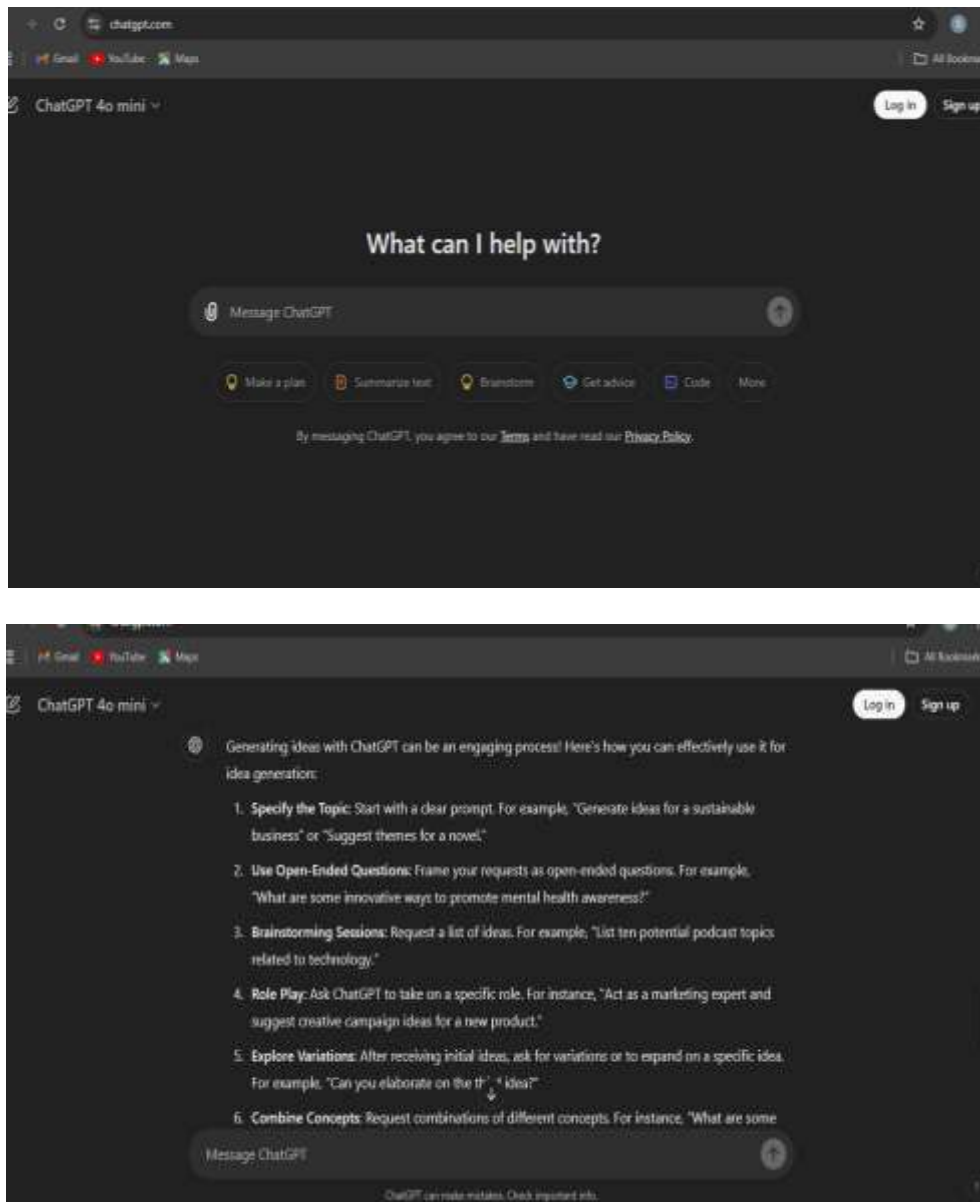 chatgpt.com
Gmail YouTube Maps All Bookma
ChatGPT 4o mini Log in Sign up
What can I help with?
Message ChatGPT
Make a plan Summarize text Brainstorm Get advice Code More
By messaging ChatGPT, you agree to our Terms and have read our Privacy Policy.
Gmail YouTube Maps All Bookmark
ChatGPT 4o mini Log in Sign up
Generating ideas with ChatGPT can be an engaging process! Here's how you can effectively use it for
idea generation:
1. Specify the Topic: Start with a clear prompt. For example, "Generate ideas for a sustainable
business" or "Suggest themes for a novel."
2. Use Open-Ended Questions: Frame your requests as open-ended questions. For example,
"What are some innovative ways to promote mental health awareness?"
3. Brainstorming Sessions: Request a list of ideas. For example, "List ten potential podcast topics
related to technology."
4. Role Play: Ask ChatGPT to take on a specific role. For instance, "Act as a marketing expert and
suggest creative campaign ideas for a new product."
5. Explore Variations: After receiving initial ideas, ask for variations or to expand on a specific idea.
For example, "Can you elaborate on the idea?"
6. Combine Concepts: Request combinations of different concepts. For instance, "What are some
Message ChatGPT
ChatGPT can make mistakes. Check important info.